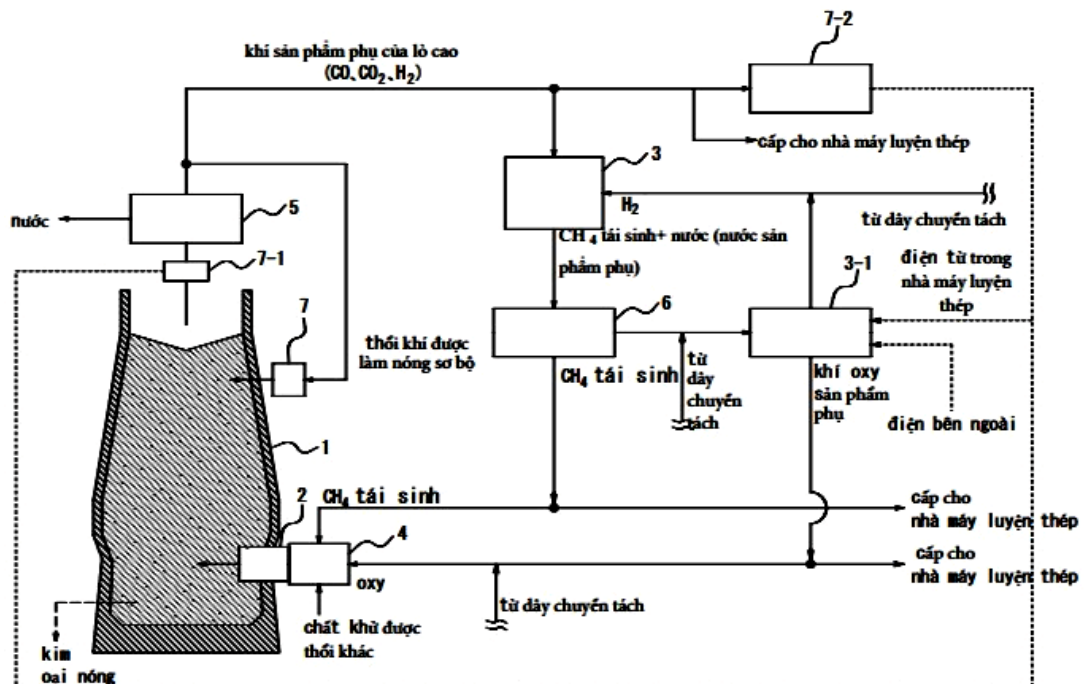 7-2
khí sản phẩm phụ của lò cao
(CO、CO₂、H₂)
cấp cho nhà máy luyện thép
3
nước
5
H₂
từ dây chuyền tách
7-1
CH ₄ tái sinh+ nước (nước sản
phẩm phụ)
điện từ trong
nhà máy luyện
thép
3-1
7
6
thổi khí được
làm nóng sơ bộ
CH₄ tái sinh
từ
dây
chuyền
tách
khí oxy
sản phẩm
phụ
điện bên ngoài
1
CH₄ tái sinh
2
4
cấp cho
nhà máy luyện thép
oxy
cấp cho
nhà máy luyện thép
từ dây chuyền tách
chất khử được
thổi khác
kim
oại nóng